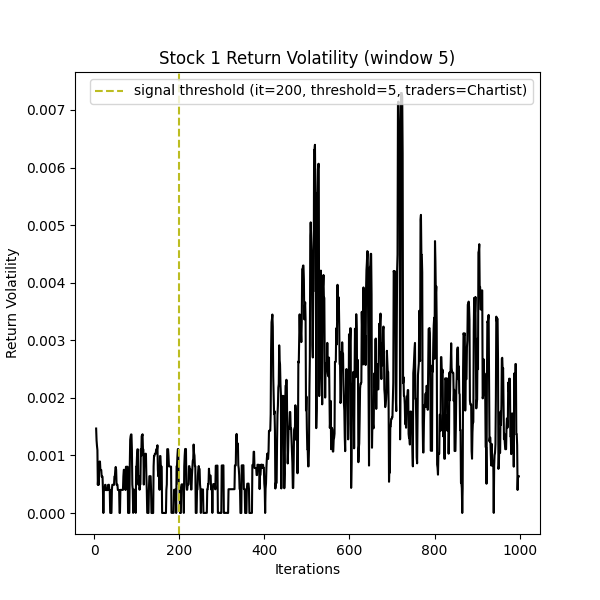 Stock 1 Return Volatility (window 5)
signal threshold (it=200, threshold=5, traders=Chartist)
0.007
0.006
0.005
0.004
0.003
0.002
0.001
0.000
Return Volatility
0 200 400 600 800 1000
Iterations